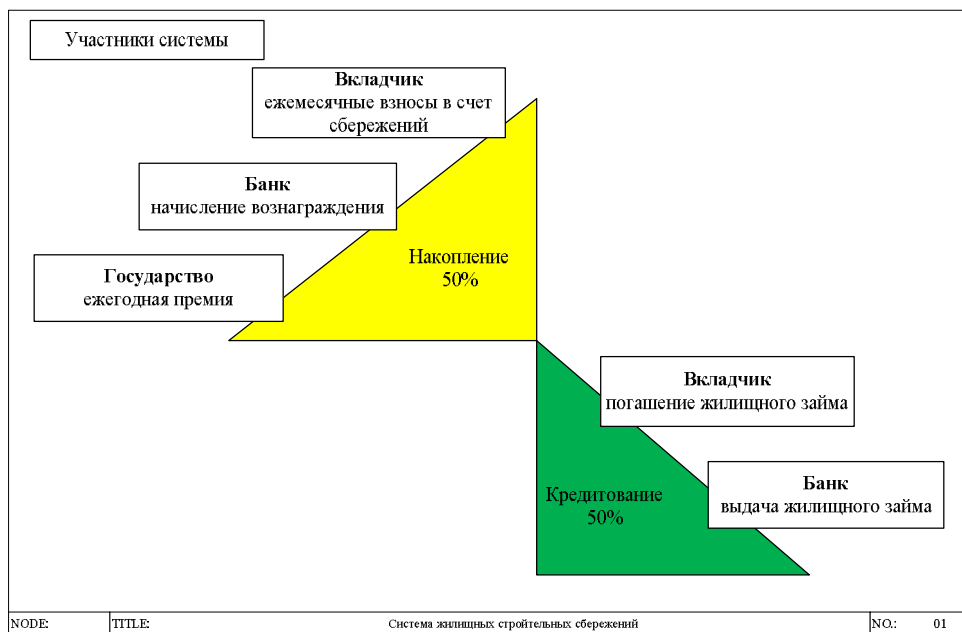 Участники системы
Вкладчик
ежемесячные взносы в счет
сбережений
Банк
начисление вознаграждения
Накопление
50%
Государство
ежегодная премия
Вкладчик
погашение жилищного займа
Банк
выдача жилищного займа
Кредитование
50%
NODE: TITLE: Система жилищных стройтельных сбережений NO.: 01